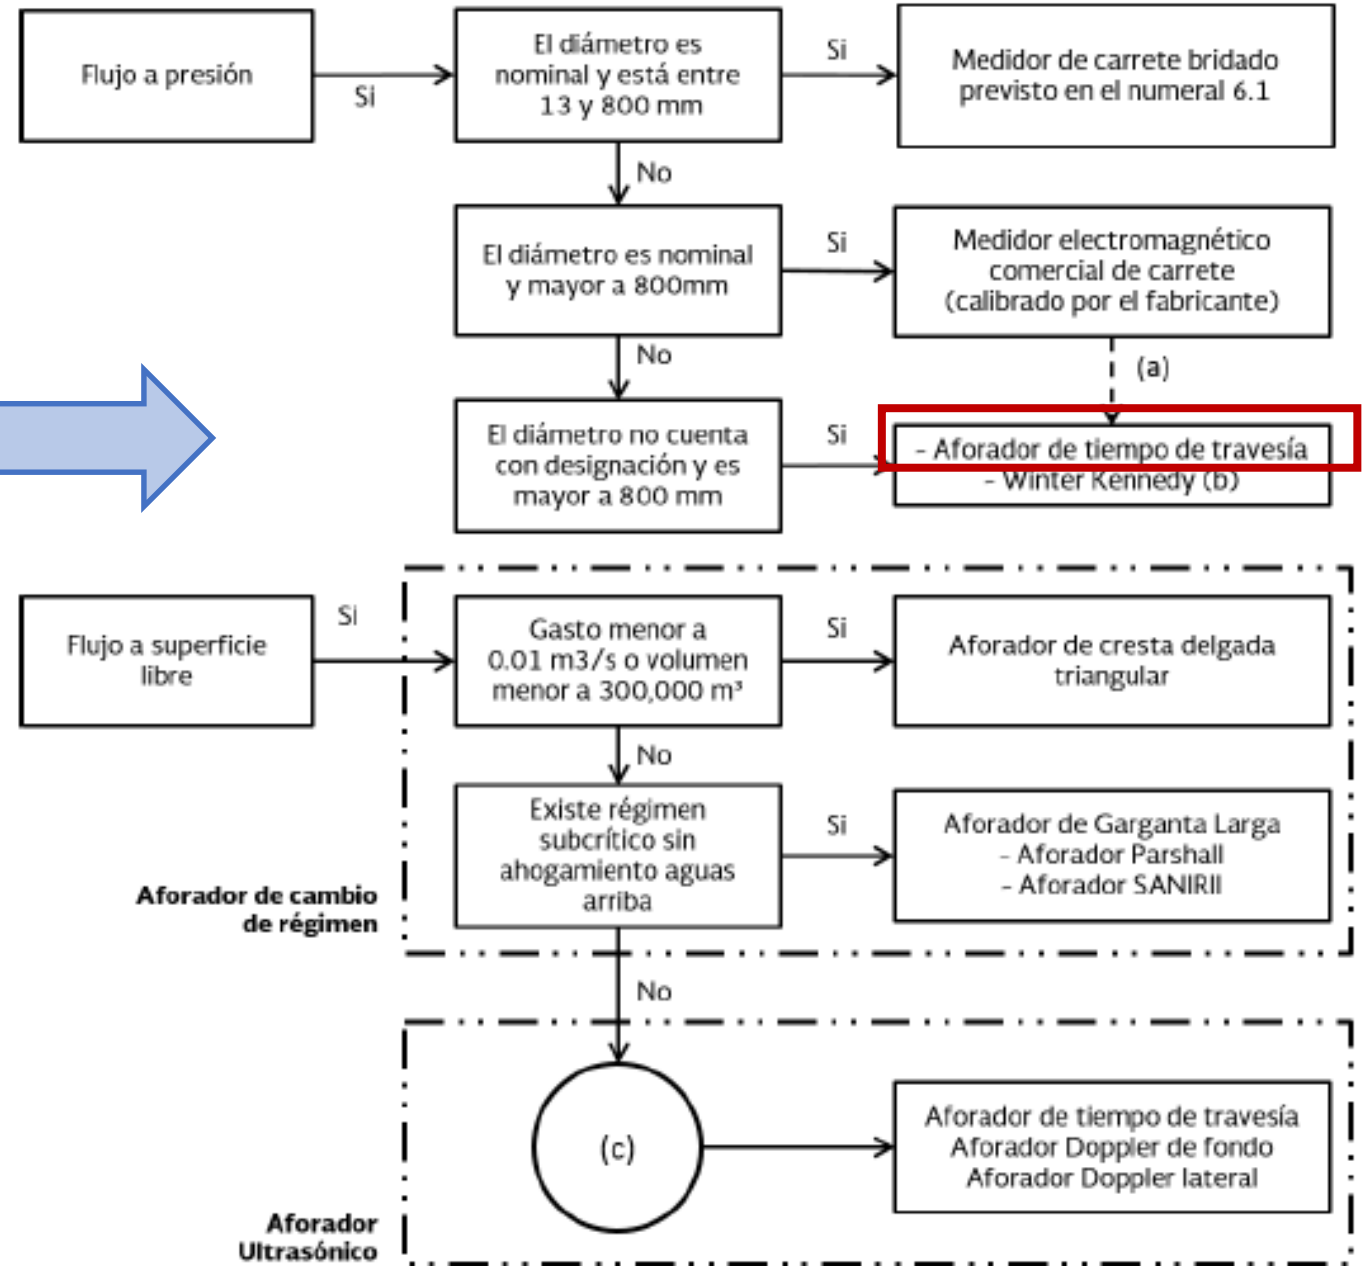 Flujo a presión
Si
El diámetro es
nominal y está entre
13 y 800 mm
Si
Medidor de carrete bridado
previsto en el numeral 6.1
No
El diámetro es nominal
y mayor a 800mm
Si
Medidor electromagnético
comercial de carrete
(calibrado por el fabricante)
No
(a)
El diámetro no cuenta
con designación y es
mayor a 800 mm
Si
- Aforador de tiempo de travesía
- Winter Kennedy (b)
Flujo a superficie
libre
Si
Gasto menor a
0.01 m3/s o volumen
menor a 300,000 m³
Si
Aforador de cresta delgada
triangular
No
Existe régimen
subcrítico sin
ahogamiento aguas
arriba
Si
Aforador de Garganta Larga
- Aforador Parshall
- Aforador SANIRII
Aforador de cambio
de régimen
No
(c)
Aforador de tiempo de travesía
Aforador Doppler de fondo
Aforador Doppler lateral
Aforador
Ultrasónico